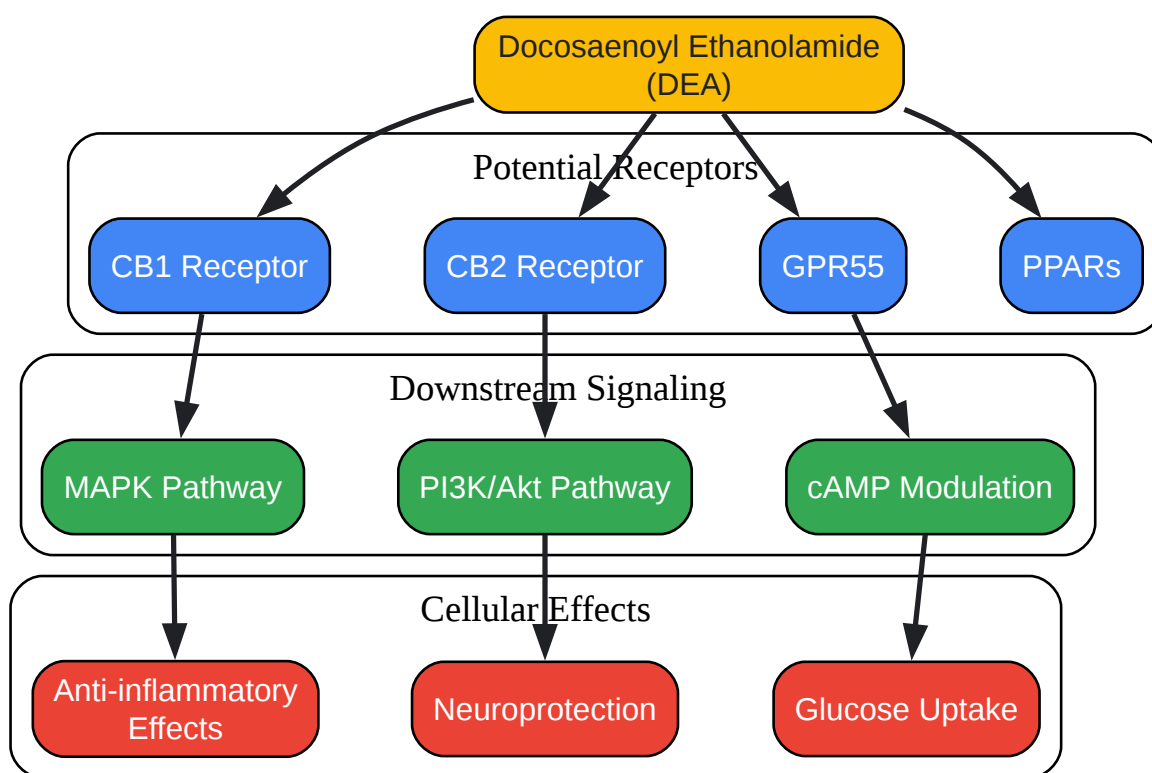 Docosaenoyl Ethanolamide
(DEA)
Potential Receptors
CB1 Receptor
CB2 Receptor
GPR55
PPARs
Downstream Signaling
MAPK Pathway
PI3K/Akt Pathway
cAMP Modulation
Cellular Effects
Anti-inflammatory
Effects
Neuroprotection
Glucose Uptake